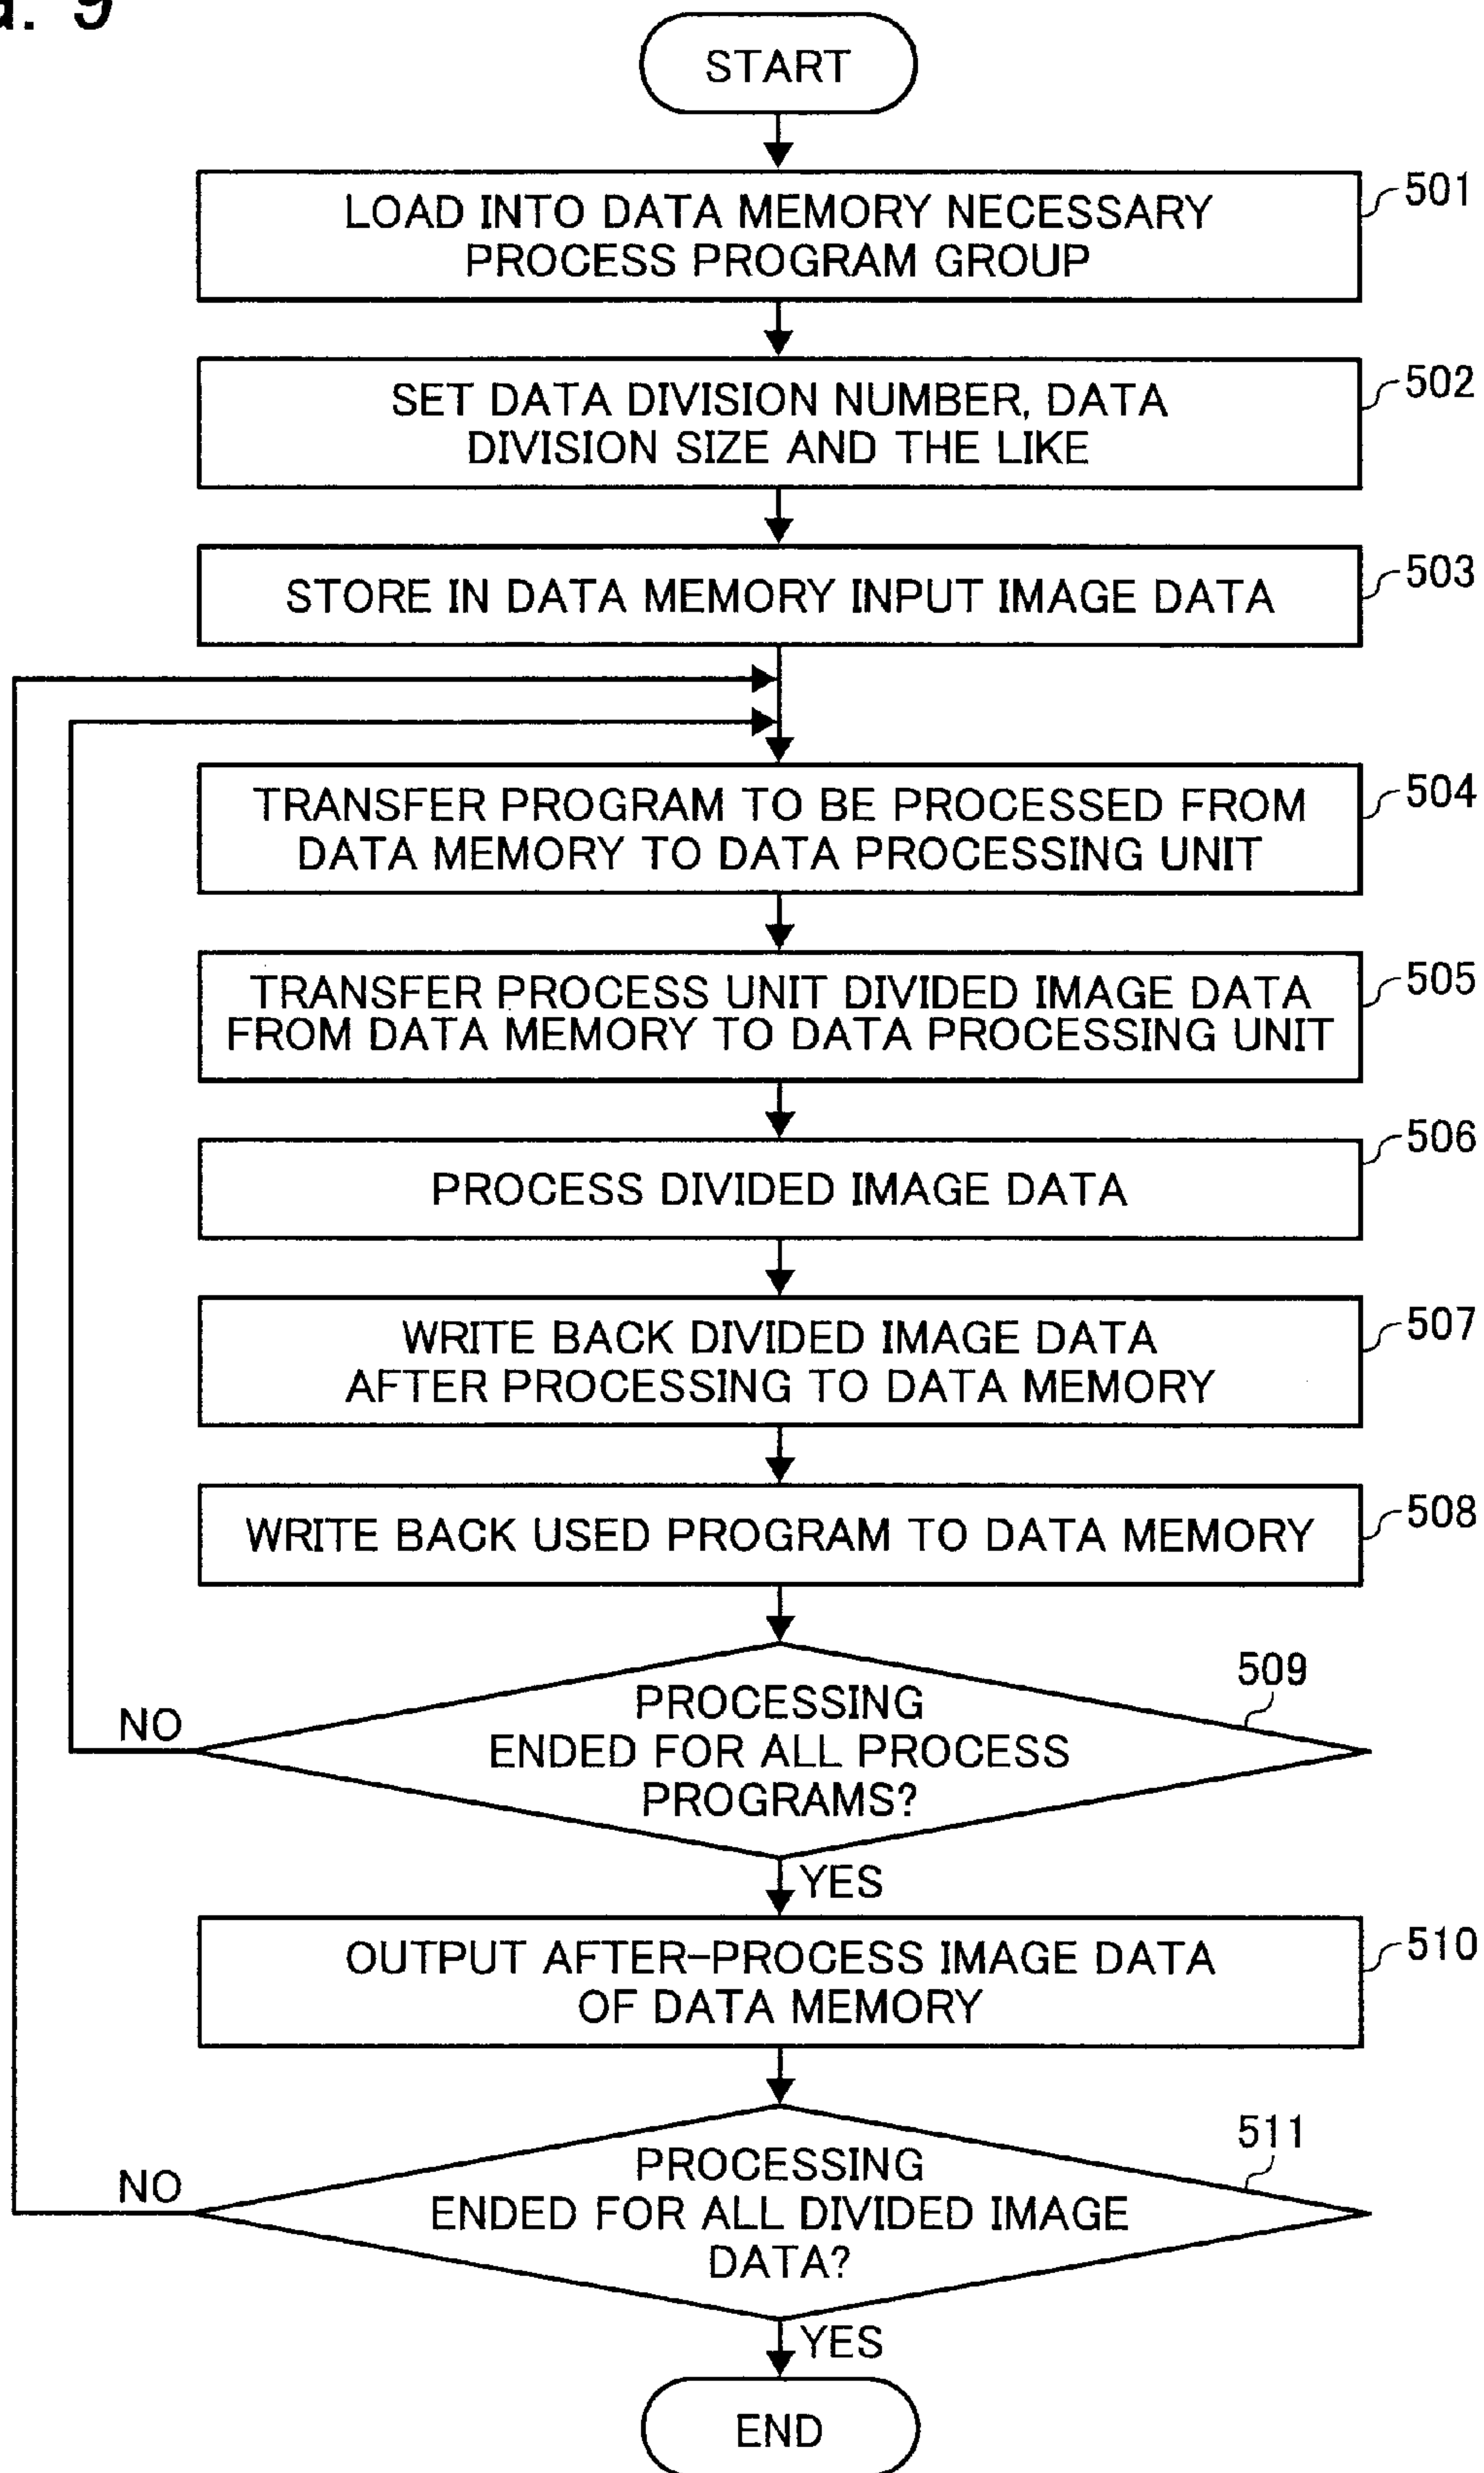 9
START
501
LOAD INTO DATA MEMORY NECESSARY
PROCESS PROGRAM GROUP
502
SET DATA DIVISION NUMBER, DATA
DIVISION SIZE AND THE LIKE
503
STORE IN DATA MEMORY INPUT IMAGE DATA
504
TRANSFER PROGRAM TO BE PROCESSED FROM
DATA MEMORY TO DATA PROCESSING UNIT
505
TRANSFER PROCESS UNIT DIVIDED IMAGE DATA
FROM DATA MEMORY TO DATA PROCESSING UNIT
506
PROCESS DIVIDED IMAGE DATA
507
WRITE BACK DIVIDED IMAGE DATA
AFTER PROCESSING TO DATA MEMORY
508
WRITE BACK USED PROGRAM TO DATA MEMORY
509
PROCESSING
ENDED FOR ALL PROCESS
PROGRAMS?
NO
YES
510
OUTPUT AFTER-PROCESS IMAGE DATA
OF DATA MEMORY
511
PROCESSING
ENDED FOR ALL DIVIDED IMAGE
DATA?
NO
YES
END